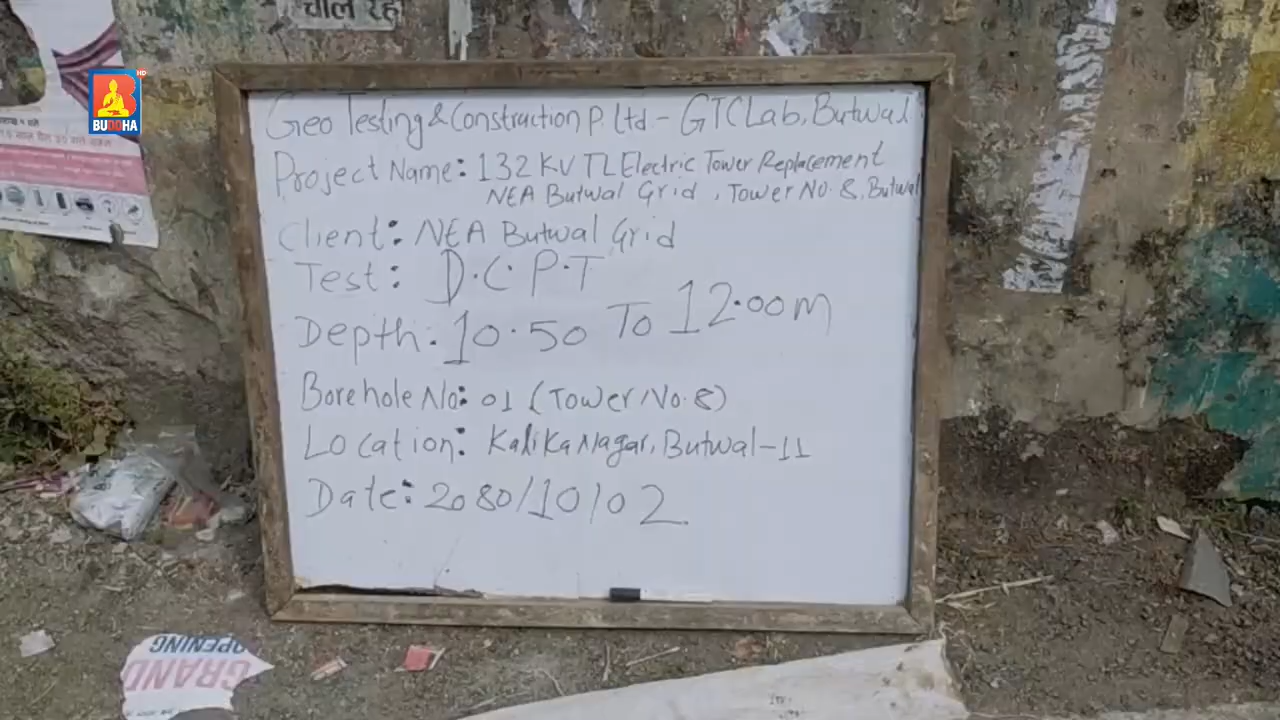 चोल रह
HD
BUDDHA
Geo Testing & Construction P. Ltd - GTC Lab, Butwal
Project Name: 132 KV TL Electric Tower Replacement
NEA Butwal Grid, Tower No. 8, Butwal
Client: NEA Butwal Grid
Test: D.C.P.T
Depth: 10.50 To 12.00m
Borehole No: 01 (Tower No. 8)
Location: Kalika Nagar, Butwal-11
Date: 2080/10/02
GRAND
OPENING